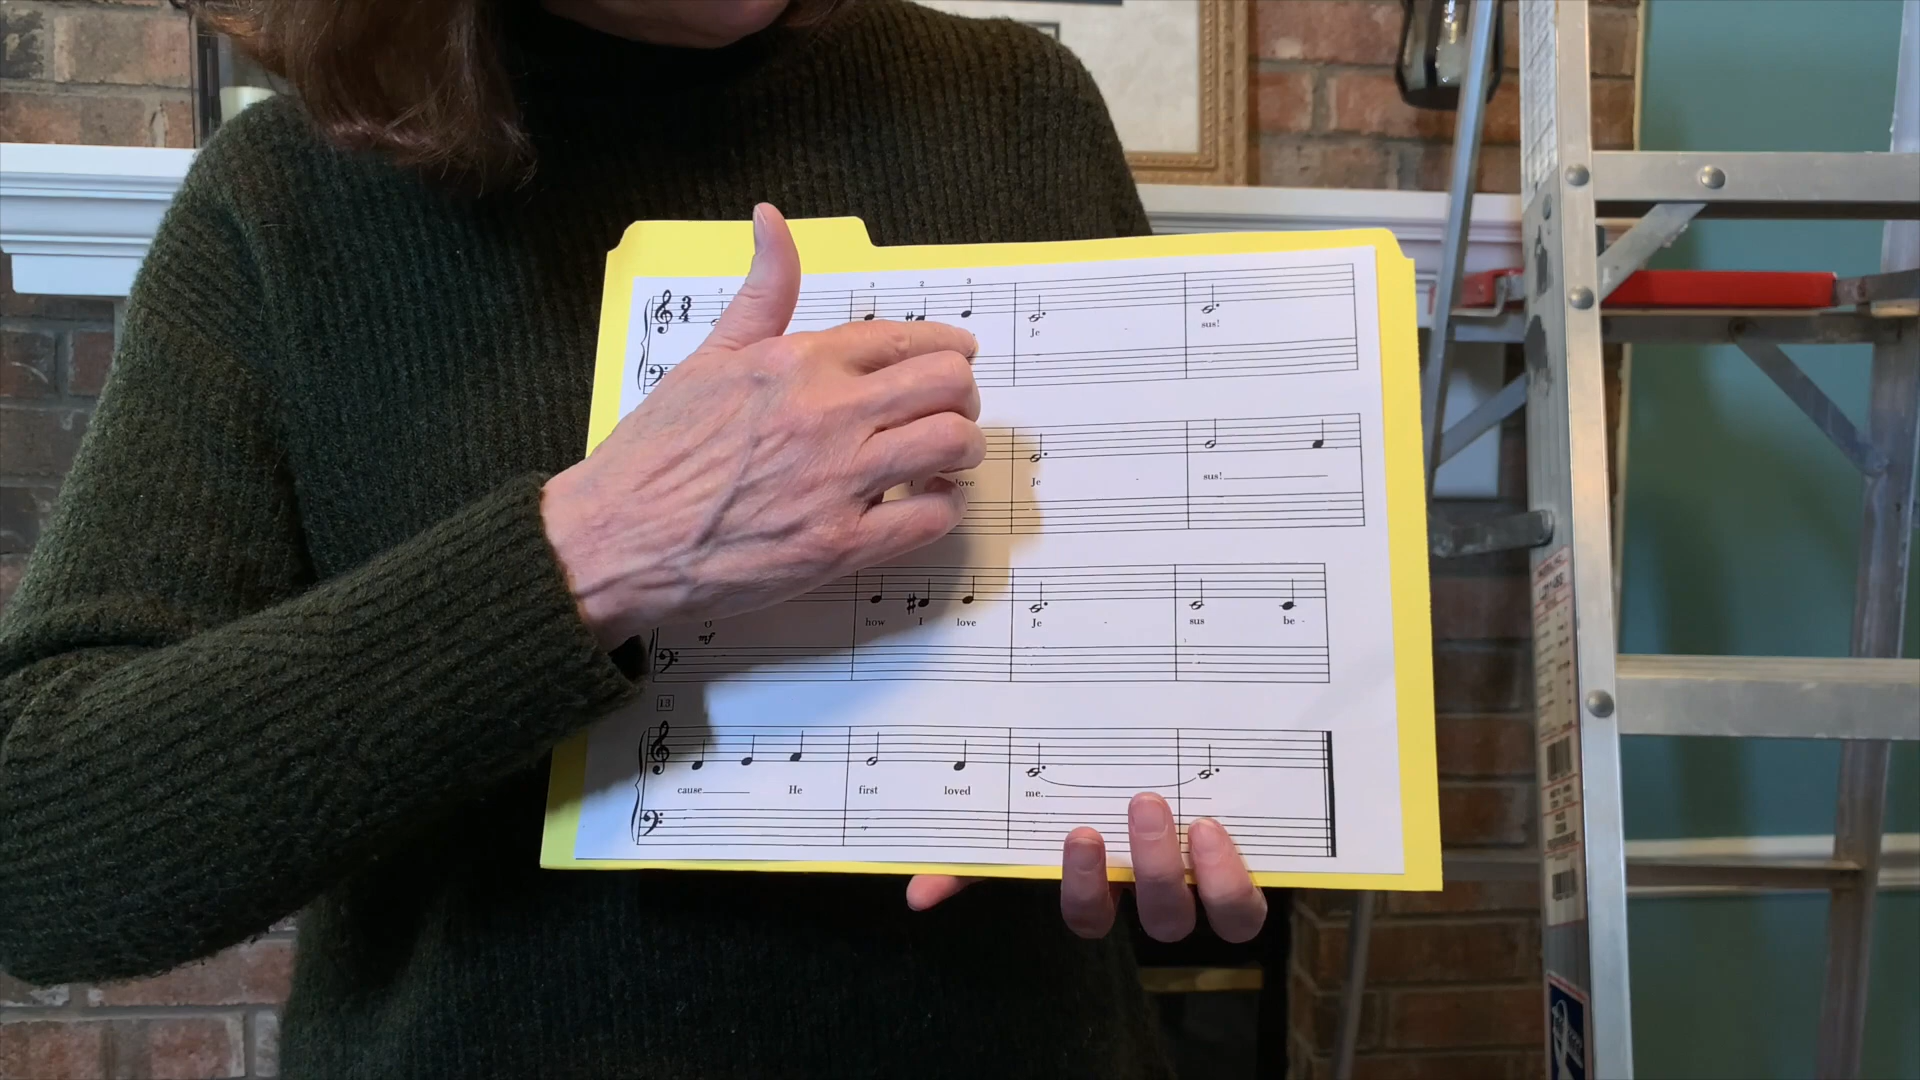 3 3 2 3
3
4
Je - sus!
I love Je - sus!
O how I love Je - sus be -
mf
13
cause He first loved me.